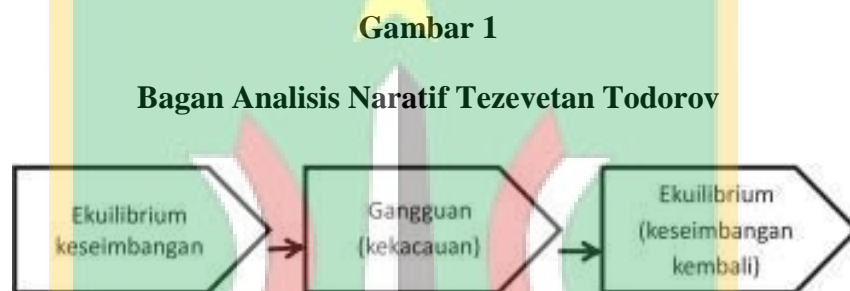 Gambar 1
Bagan Analisis Naratif Tezevetan Todorov
Ekuilibrium
keseimbangan
Gangguan
(kekacauan)
Ekuilibrium
(keseimbangan
kembali)